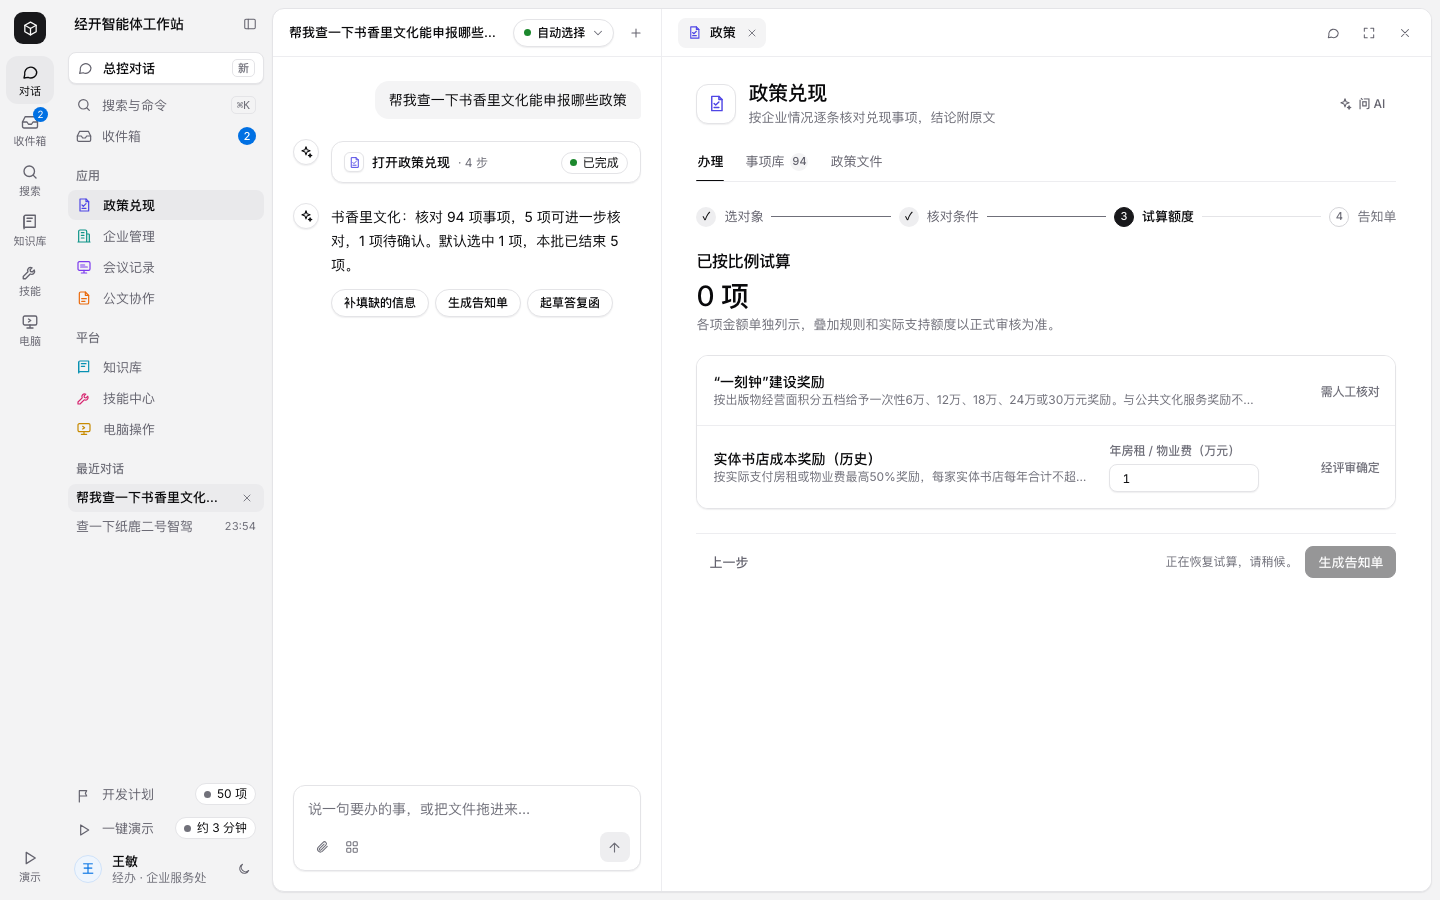 对话
2
收件箱
搜索
知识库
技能
电脑
演示
经开智能体工作站
总控对话 新
搜索与命令 ⌘K
收件箱 2
应用
政策兑现
企业管理
会议记录
公文协作
平台
知识库
技能中心
电脑操作
最近对话
帮我查一下书香里文化...
查一下纸鹿二号智驾 23:54
开发计划 50 项
一键演示 约 3 分钟
王
王敏
经办 · 企业服务处
帮我查一下书香里文化能申报哪些... 自动选择
帮我查一下书香里文化能申报哪些政策
打开政策兑现 · 4 步 已完成
书香里文化：核对 94 项事项，5 项可进一步核
对，1 项待确认。默认选中 1 项，本批已结束 5
项。
补填缺的信息 生成告知单 起草答复函
说一句要办的事，或把文件拖进来...
政策
政策兑现
按企业情况逐条核对兑现事项，结论附原文
问 AI
办理 事项库 94 政策文件
选对象 核对条件 3 试算额度 4 告知单
已按比例试算
0 项
各项金额单独列示，叠加规则和实际支持额度以正式审核为准。
“一刻钟”建设奖励
按出版物经营面积分五档给予一次性6万、12万、18万、24万或30万元奖励。与公共文化服务奖励不...
需人工核对
实体书店成本奖励（历史）
按实际支付房租或物业费最高50%奖励，每家实体书店每年合计不超...
年房租 / 物业费（万元）
1
经评审确定
上一步 正在恢复试算，请稍候。 生成告知单